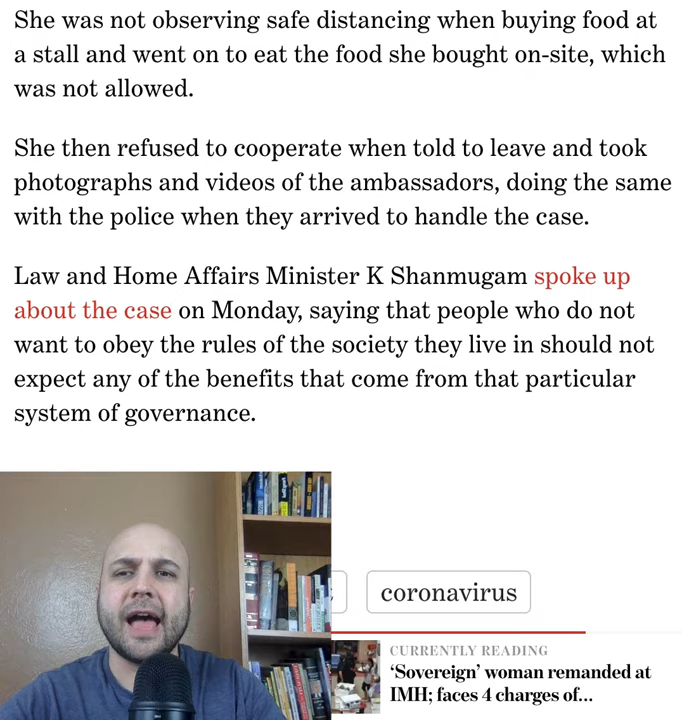 She was not observing safe distancing when buying food at
a stall and went on to eat the food she bought on-site, which
was not allowed.
She then refused to cooperate when told to leave and took
photographs and videos of the ambassadors, doing the same
with the police when they arrived to handle the case.
Law and Home Affairs Minister K Shanmugam spoke up
about the case on Monday, saying that people who do not
want to obey the rules of the society they live in should not
expect any of the benefits that come from that particular
system of governance.
coronavirus
CURRENTLY READING
‘Sovereign’ woman remanded at
IMH; faces 4 charges of...